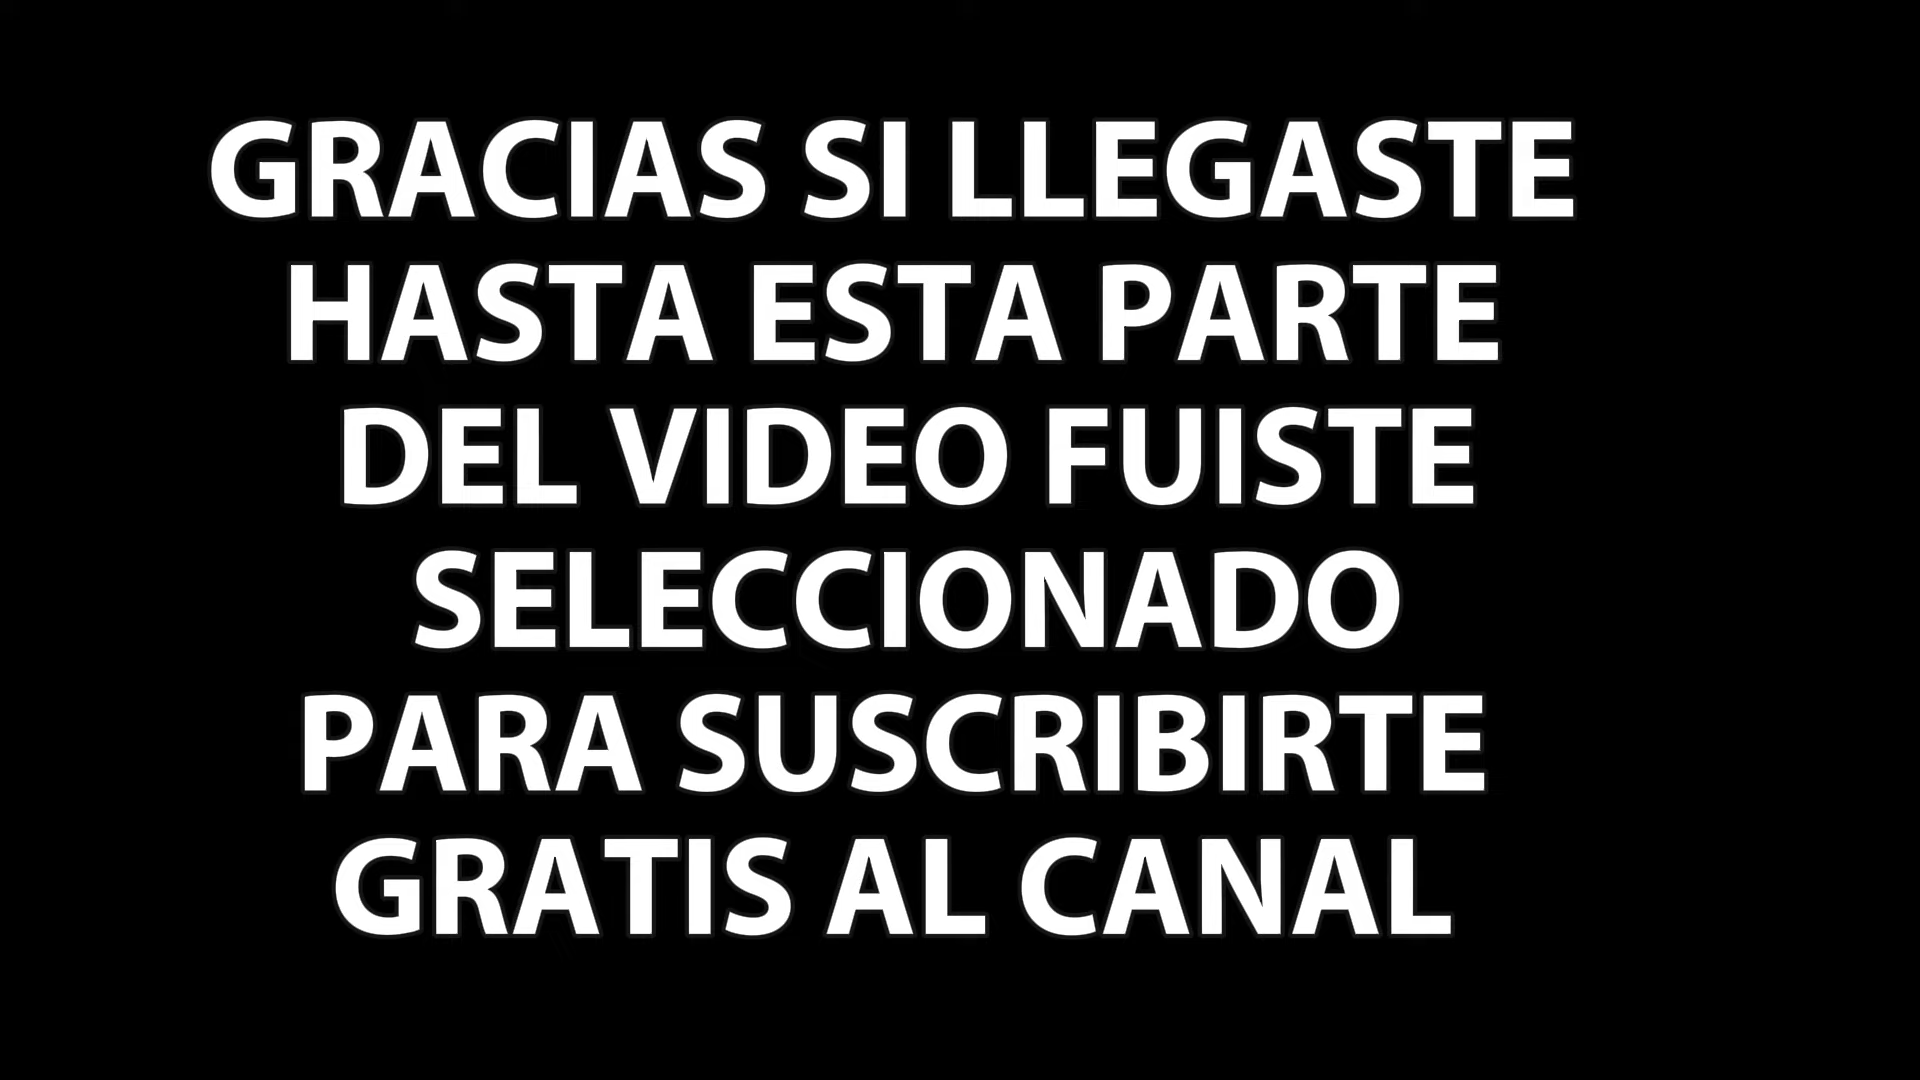 GRACIAS SI LLEGASTE
HASTA ESTA PARTE
DEL VIDEO FUISTE
SELECCIONADO
PARA SUSCRIBIRTE
GRATIS AL CANAL